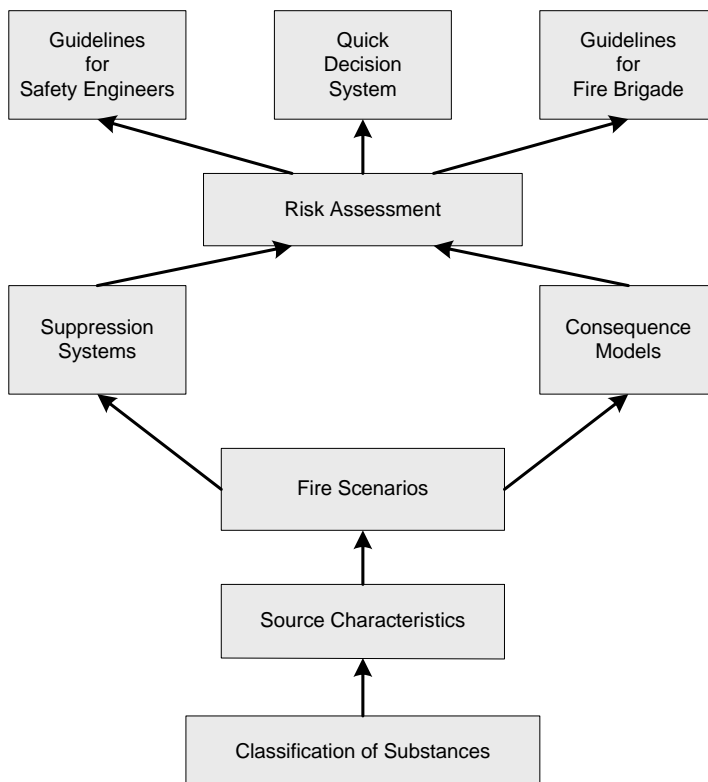 Guidelines
for
Safety Engineers
Quick
Decision
System
Guidelines
for
Fire Brigade
Risk Assessment
Suppression
Systems
Consequence
Models
Fire Scenarios
Source Characteristics
Classification of Substances